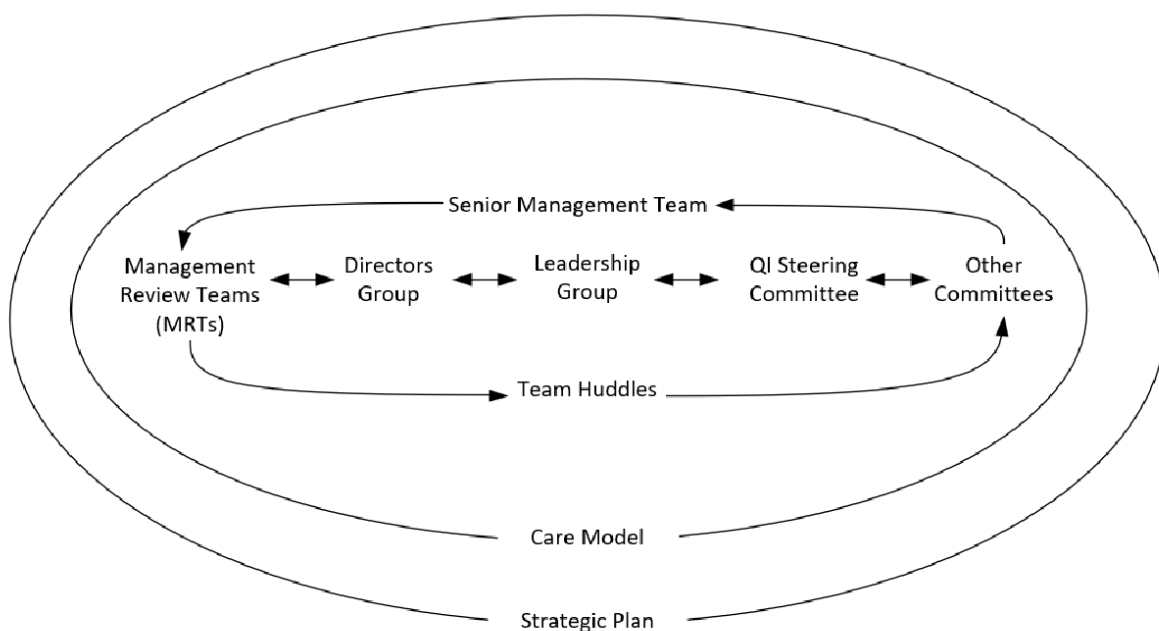 Senior Management Team
Management
Review Teams
(MRTs)
Directors
Group
Leadership
Group
QI Steering
Committee
Other
Committees
Team Huddles
Care Model
Strategic Plan